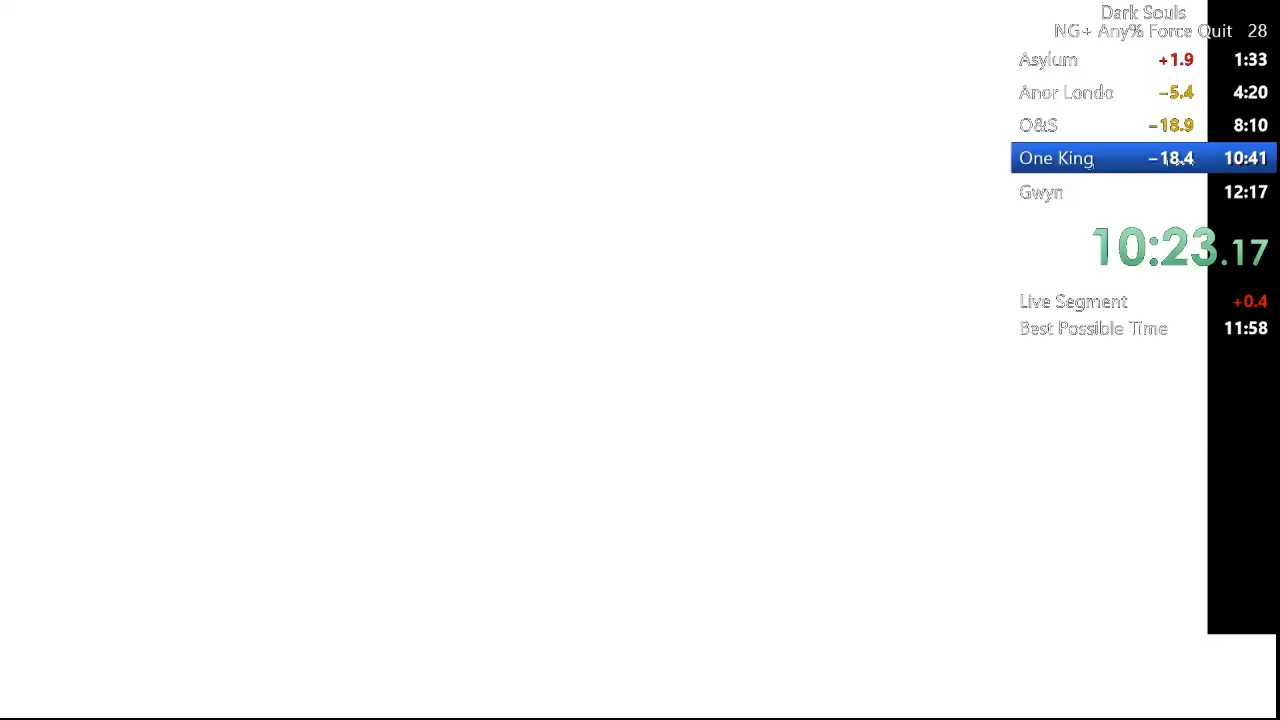 Dark Souls
NG+ Any% Force Quit 28
Asylum +1.9 1:33
Anor Londo −5.4 4:20
O&S −18.9 8:10
One King −18.4 10:41
Gwyn 12:17
10:23.17
Live Segment +0.4
Best Possible Time 11:58